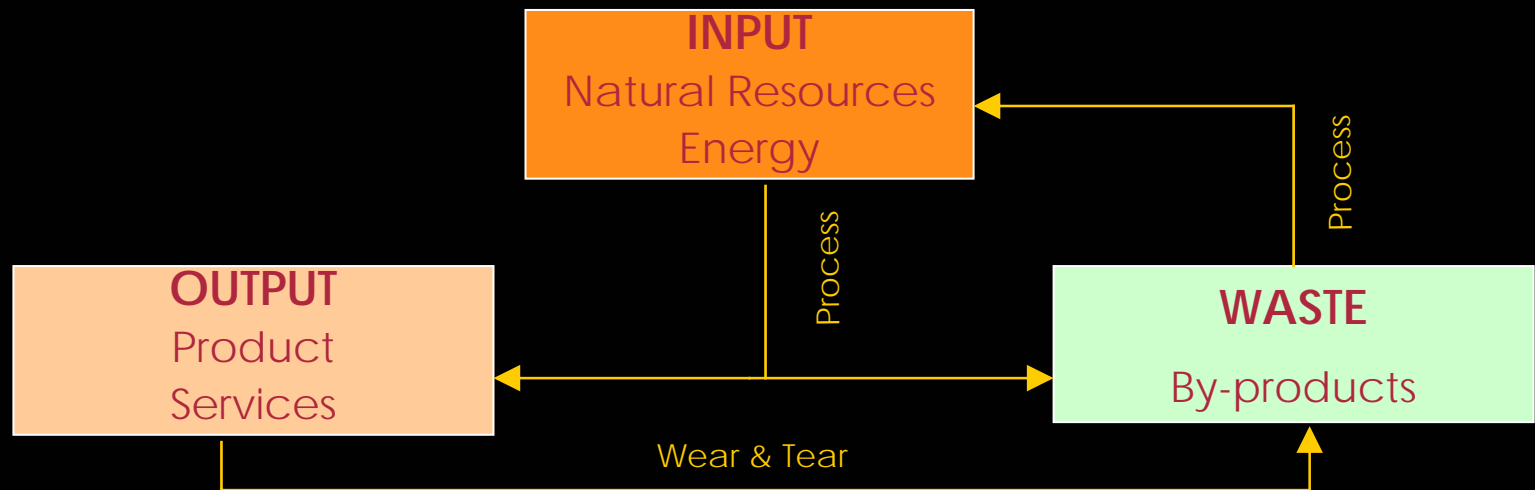 INPUT
Natural Resources
Energy
Process
Process
OUTPUT
Product
Services
WASTE
By-products
Wear & Tear